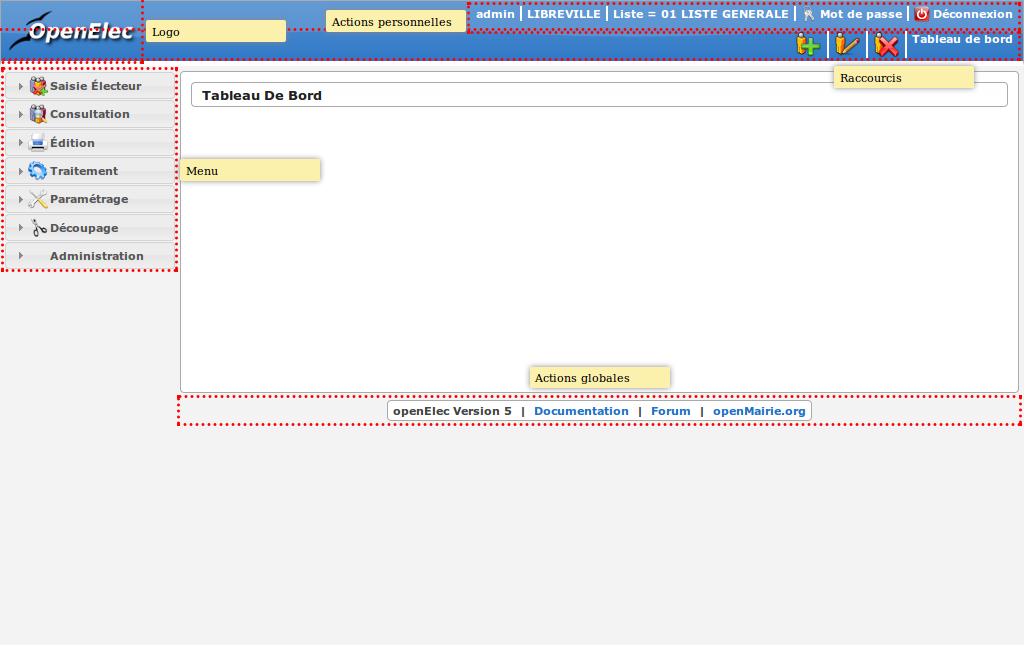 OpenElec
Logo
Actions personnelles
admin | LIBREVILLE | Liste = 01 LISTE GENERALE | Mot de passe | Déconnexion
Tableau de bord
Raccourcis
Saisie Électeur
Consultation
Édition
Traitement
Paramétrage
Découpage
Administration
Tableau De Bord
Menu
Actions globales
openElec Version 5 | Documentation | Forum | openMairie.org